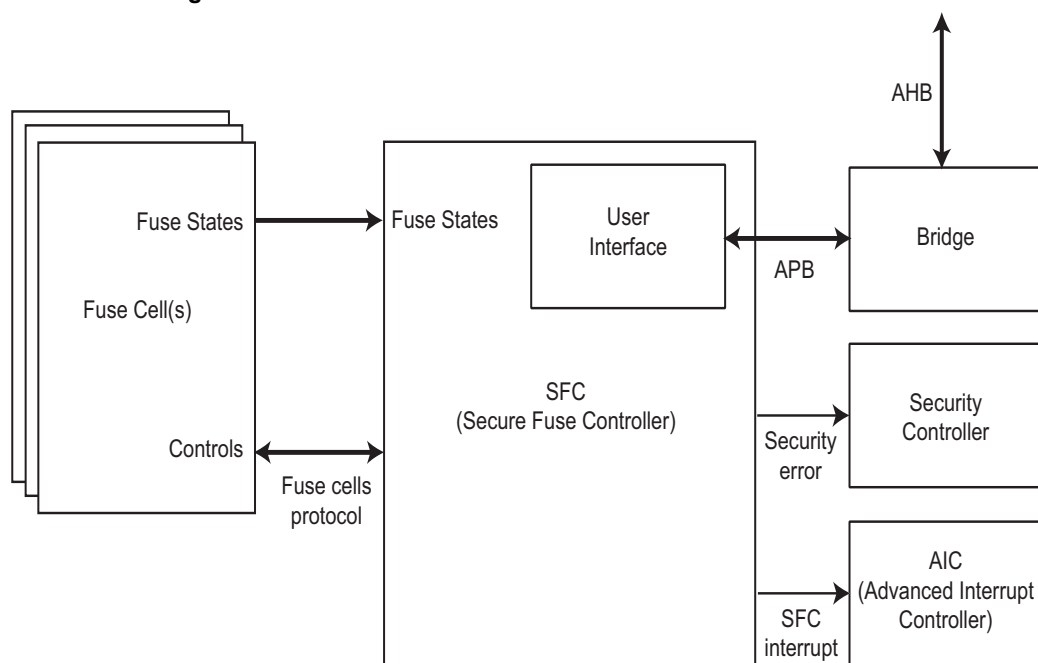 AHB
Fuse States
Fuse States
User
Interface
Bridge
APB
Fuse Cell(s)
SFC
(Secure Fuse Controller)
Security
Controller
Security
error
Controls
Fuse cells
protocol
AIC
(Advanced Interrupt
Controller)
SFC
interrupt